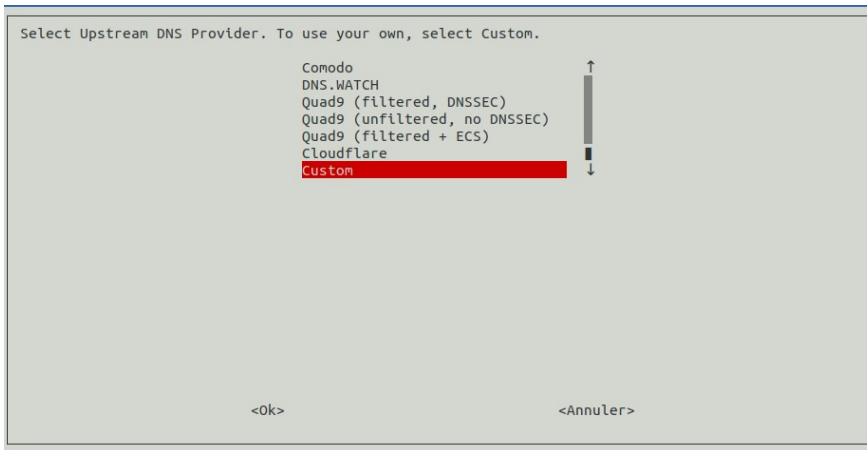 Select Upstream DNS Provider. To use your own, select Custom.
Comodo
DNS.WATCH
Quad9 (filtered, DNSSEC)
Quad9 (unfiltered, no DNSSEC)
Quad9 (filtered + ECS)
Cloudflare
Custom
<Ok> <Annuler>